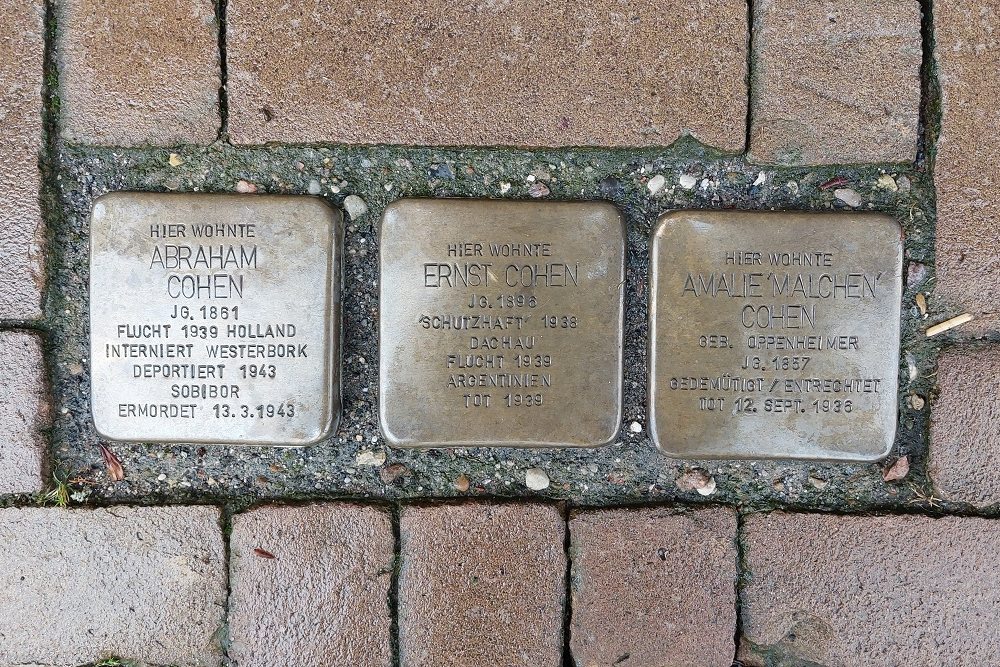 HIER WOHNTE
ABRAHAM
COHEN
JG. 1861
FLUCHT 1939 HOLLAND
INTERNIERT WESTERBORK
DEPORTIERT 1943
SOBIBOR
ERMORDET 13.3.1943
HIER WOHNTE
ERNST COHEN
JG. 1896
'SCHUTZHAFT' 1938
DACHAU
FLUCHT 1939
ARGENTINIEN
TOT 1939
HIER WOHNTE
AMALIE 'MALCHEN'
COHEN
GEB. OPPENHEIMER
JG. 1857
GEDEMÜTIGT / ENTRECHTET
TOT 12. SEPT. 1936